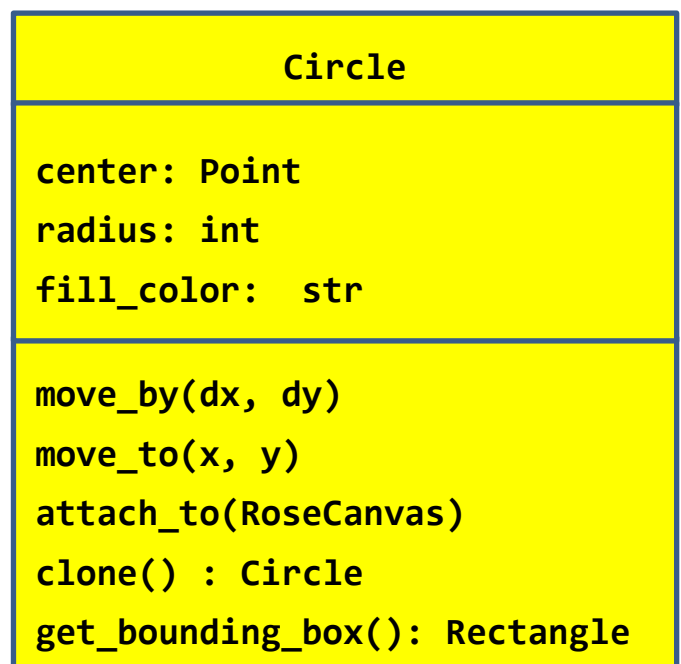 Circle
center: Point
radius: int
fill_color:  str
move_by(dx, dy)
move_to(x, y)
attach_to(RoseCanvas)
clone() : Circle
get_bounding_box(): Rectangle